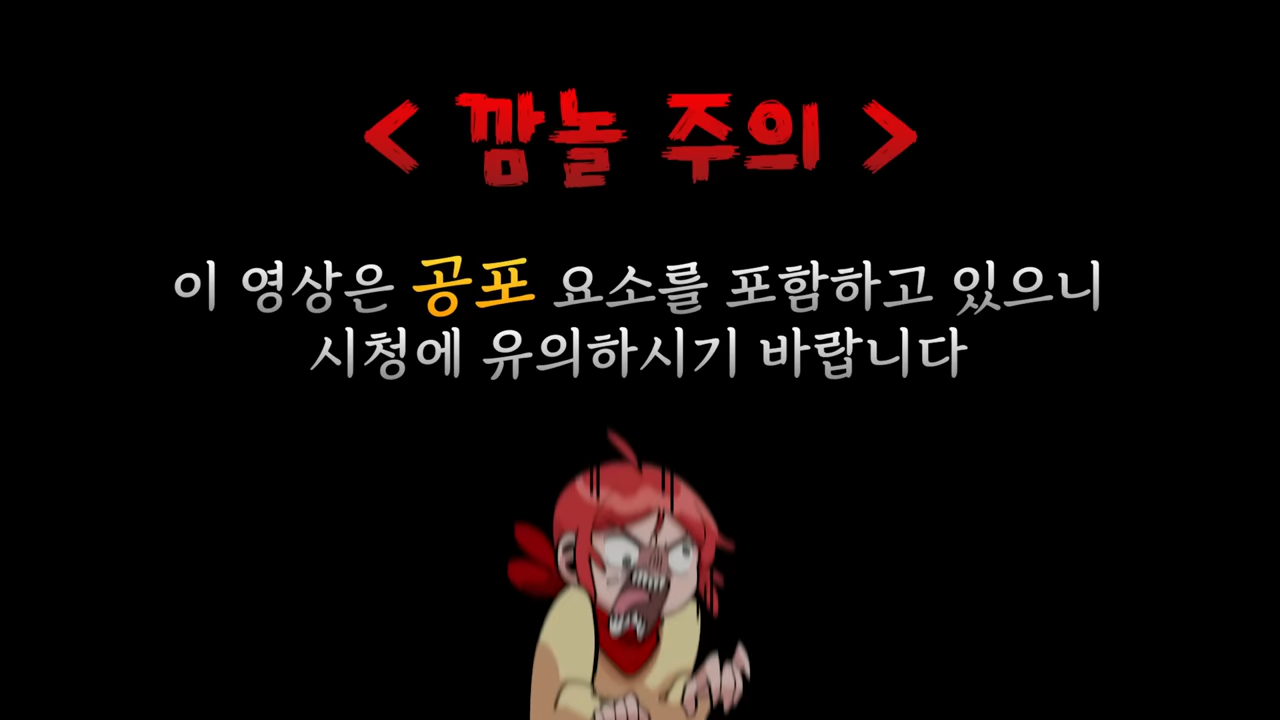 < 깜놀 주의 >
이 영상은 공포 요소를 포함하고 있으니
시청에 유의하시기 바랍니다